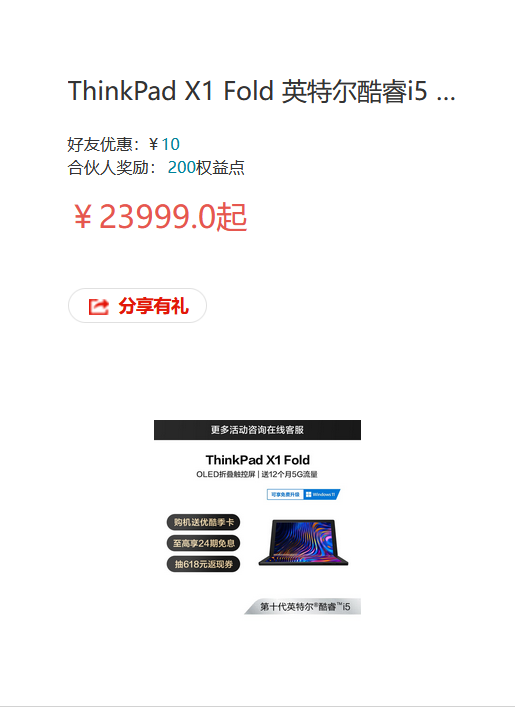 ThinkPad X1 Fold 英特尔酷睿i5 ...
好友优惠：￥10
合伙人奖励： 200权益点
￥23999.0起
分享有礼
更多活动咨询在线客服
ThinkPad X1 Fold
OLED折叠触控屏 | 送12个月5G流量
可享免费升级 Windows 11
购机送优酷季卡
至高享24期免息
抽618元返现券
第十代英特尔®酷睿™i5